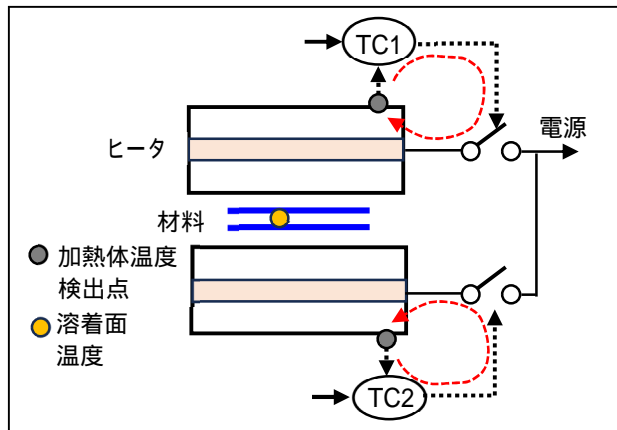 TC1
電源
ヒータ
材料
加熱体温度
検出点
溶着面
温度
TC2